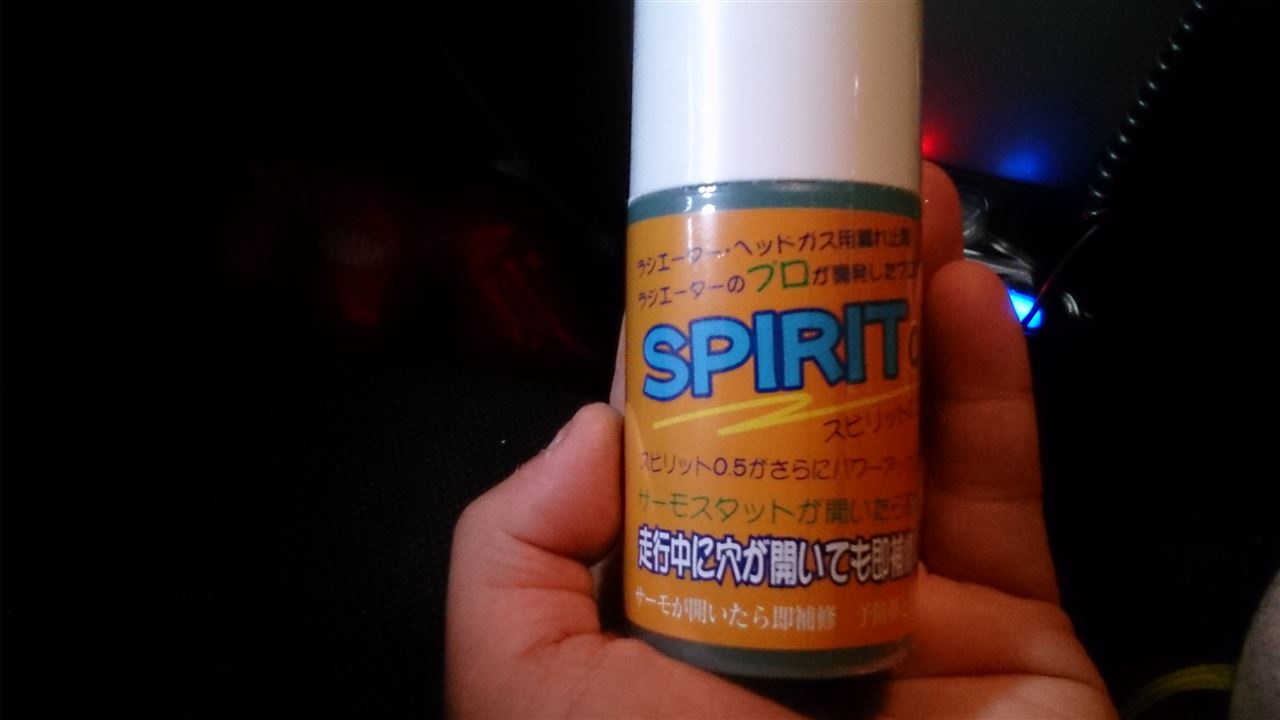 ラジエーター・ヘッドガス用漏れ止剤
ラジエーターのプロが開発した
SPIRIT
スピリット
スピリット0.5がさらにパワーアップ
サーモスタットが開いたら
走行中に穴が開いても即補
サーモが開いたら即補修 予防